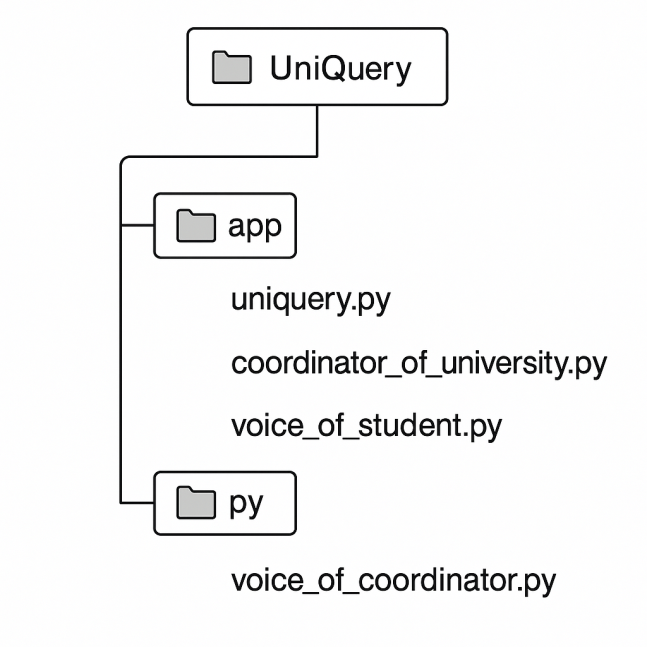 UniQuery
app
uniquery.py
coordinator_of_university.py
voice_of_student.py
py
voice_of_coordinator.py